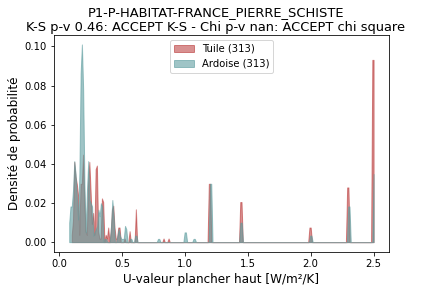 P1-P-HABITAT-FRANCE_PIERRE_SCHISTE
K-S p-v 0.46: ACCEPT K-S - Chi p-v nan: ACCEPT chi square
Tuile (313)
Ardoise (313)
Densité de probabilité
0.10
0.08
0.06
0.04
0.02
0.00
0.0 0.5 1.0 1.5 2.0 2.5
U-valeur plancher haut [W/m²/K]